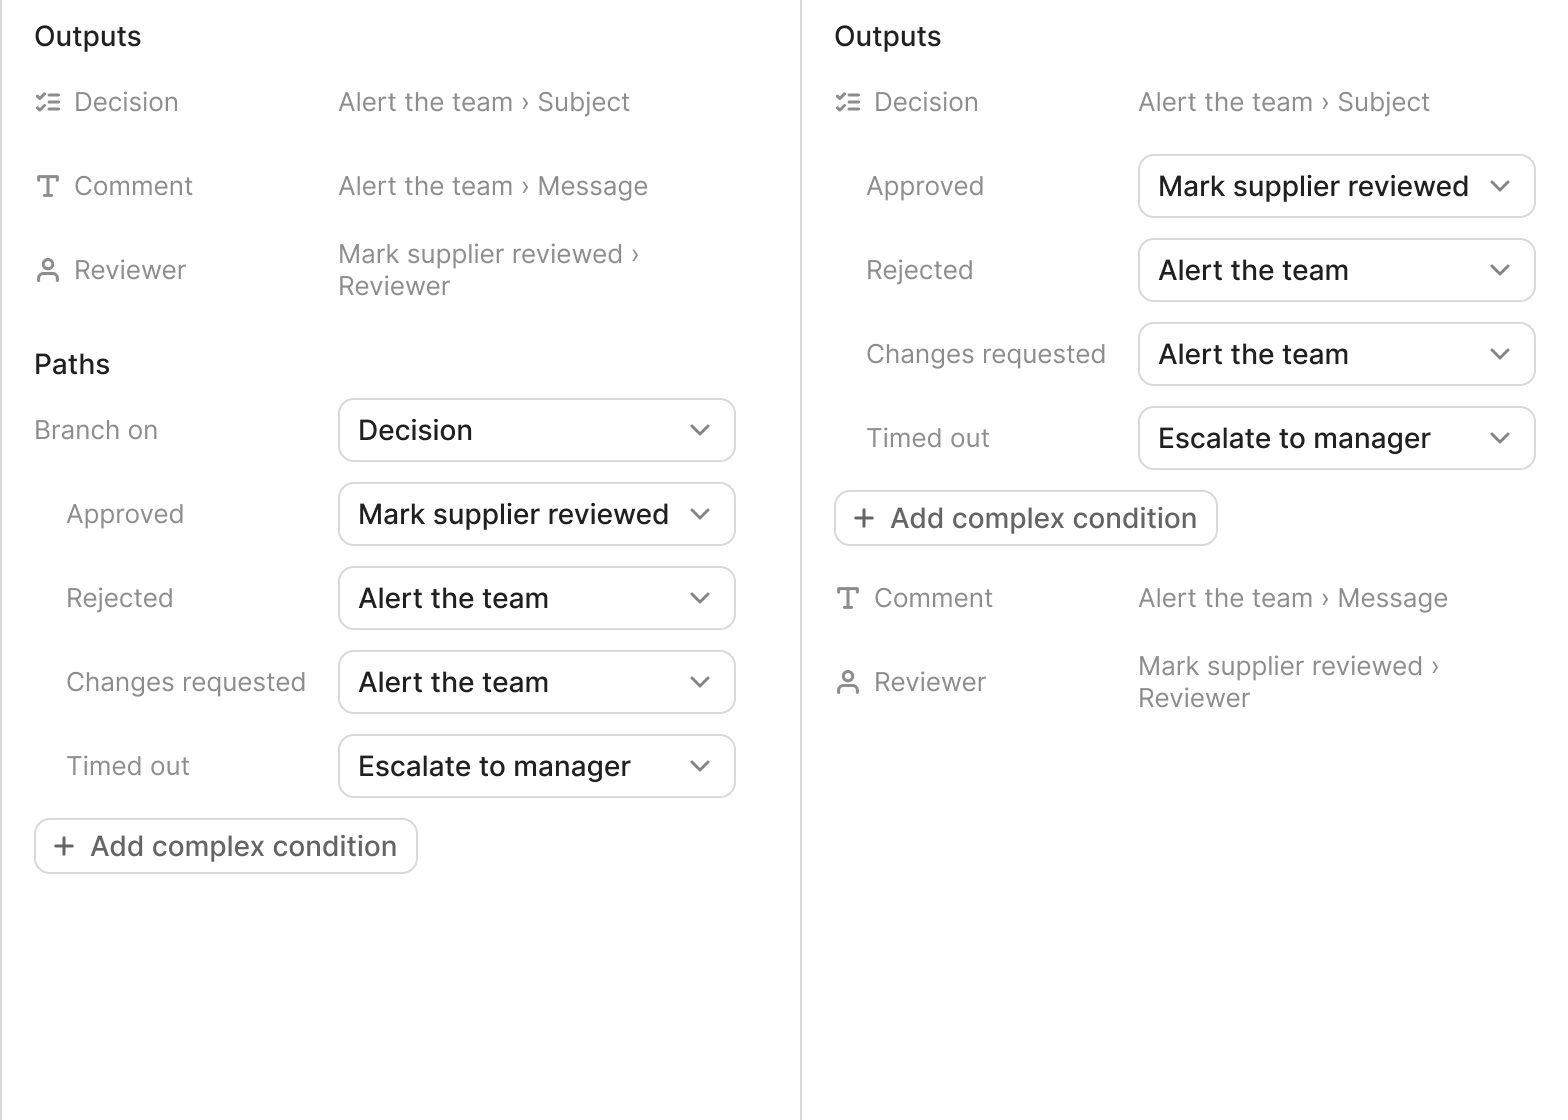 Outputs
Decision
Alert the team › Subject
Comment
Alert the team › Message
Reviewer
Mark supplier reviewed ›
Reviewer
Paths
Branch on
Decision
Approved
Mark supplier reviewed
Rejected
Alert the team
Changes requested
Alert the team
Timed out
Escalate to manager
+ Add complex condition
Outputs
Decision
Alert the team › Subject
Approved
Mark supplier reviewed
Rejected
Alert the team
Changes requested
Alert the team
Timed out
Escalate to manager
+ Add complex condition
Comment
Alert the team › Message
Reviewer
Mark supplier reviewed ›
Reviewer